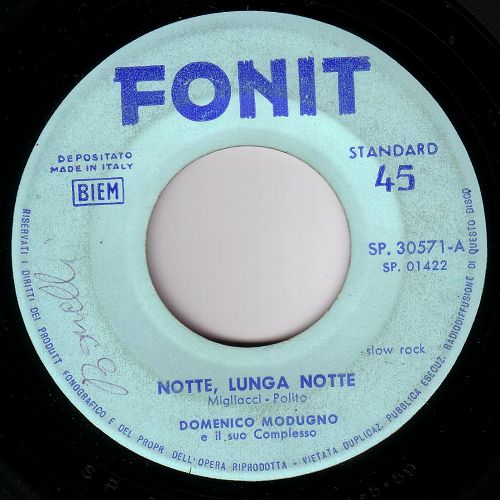 FONIT
DEPOSITATO
MADE IN ITALY
BIEM
STANDARD
45
SP. 30571-A
SP. 01422
slow rock
NOTTE, LUNGA NOTTE
Migliacci - Polito
DOMENICO MODUGNO
e il suo Complesso
RISERVATI I DIRITTI DEL PRODUTT FONOGRAFICO E DEL PROPR DELL'OPERA RIPRODOTTA - VIETATA DUPLICAZ. PUBBLICA ESECUZ. RADIODIFFUSIONE DI QUESTO DISCO